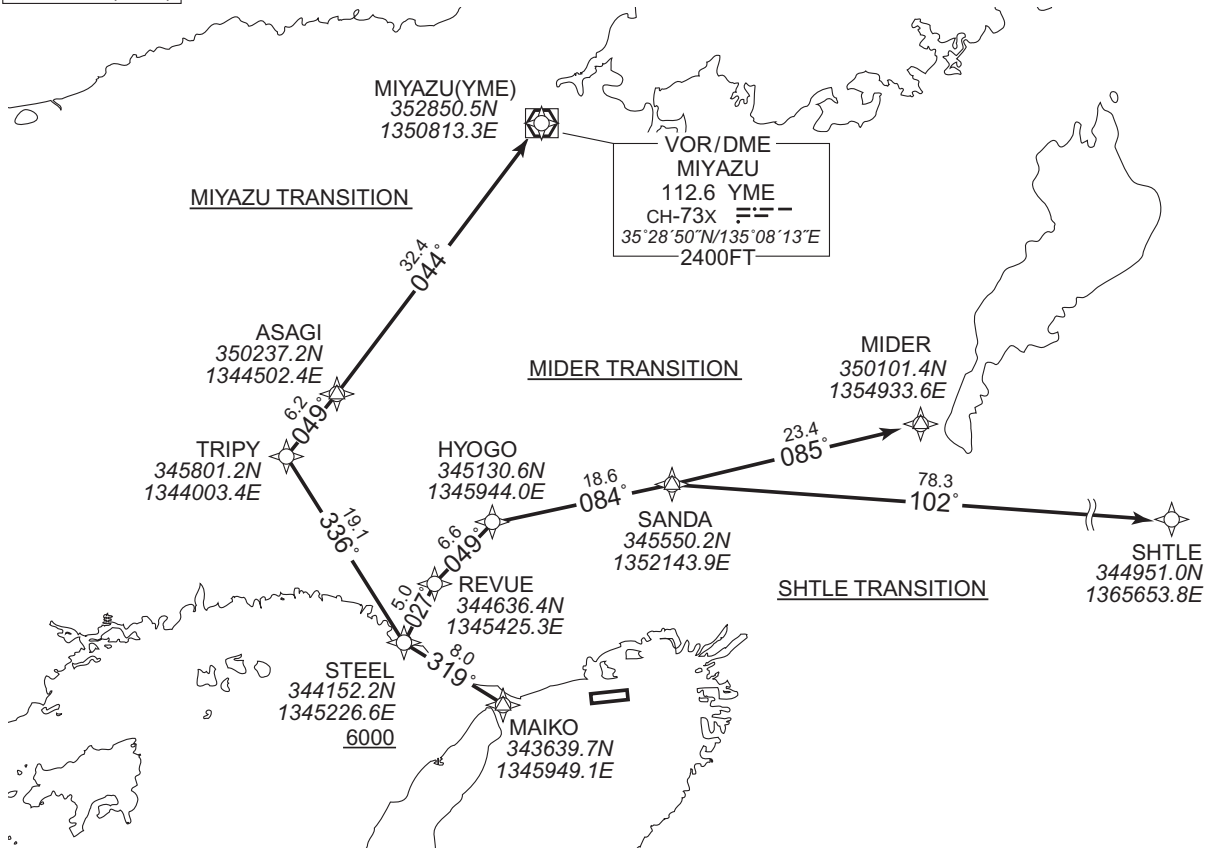 MIYAZU(YME)
352850.5N
1350813.3E
VOR/DME
MIYAZU
112.6 YME
CH-73X
35°28′50″N/135°08′13″E
2400FT
MIYAZU TRANSITION
32.4
044°
ASAGI
350237.2N
1344502.4E
6.2
049°
MIDER TRANSITION
MIDER
350101.4N
1354933.6E
TRIPY
345801.2N
1344003.4E
HYOGO
345130.6N
1345944.0E
23.4
085°
18.6
084°
78.3
102°
SANDA
345550.2N
1352143.9E
SHTLE
344951.0N
1365653.8E
SHTLE TRANSITION
19.1
336°
6.6
049°
REVUE
344636.4N
1345425.3E
5.0
027°
8.0
319°
STEEL
344152.2N
1345226.6E
6000
MAIKO
343639.7N
1345949.1E